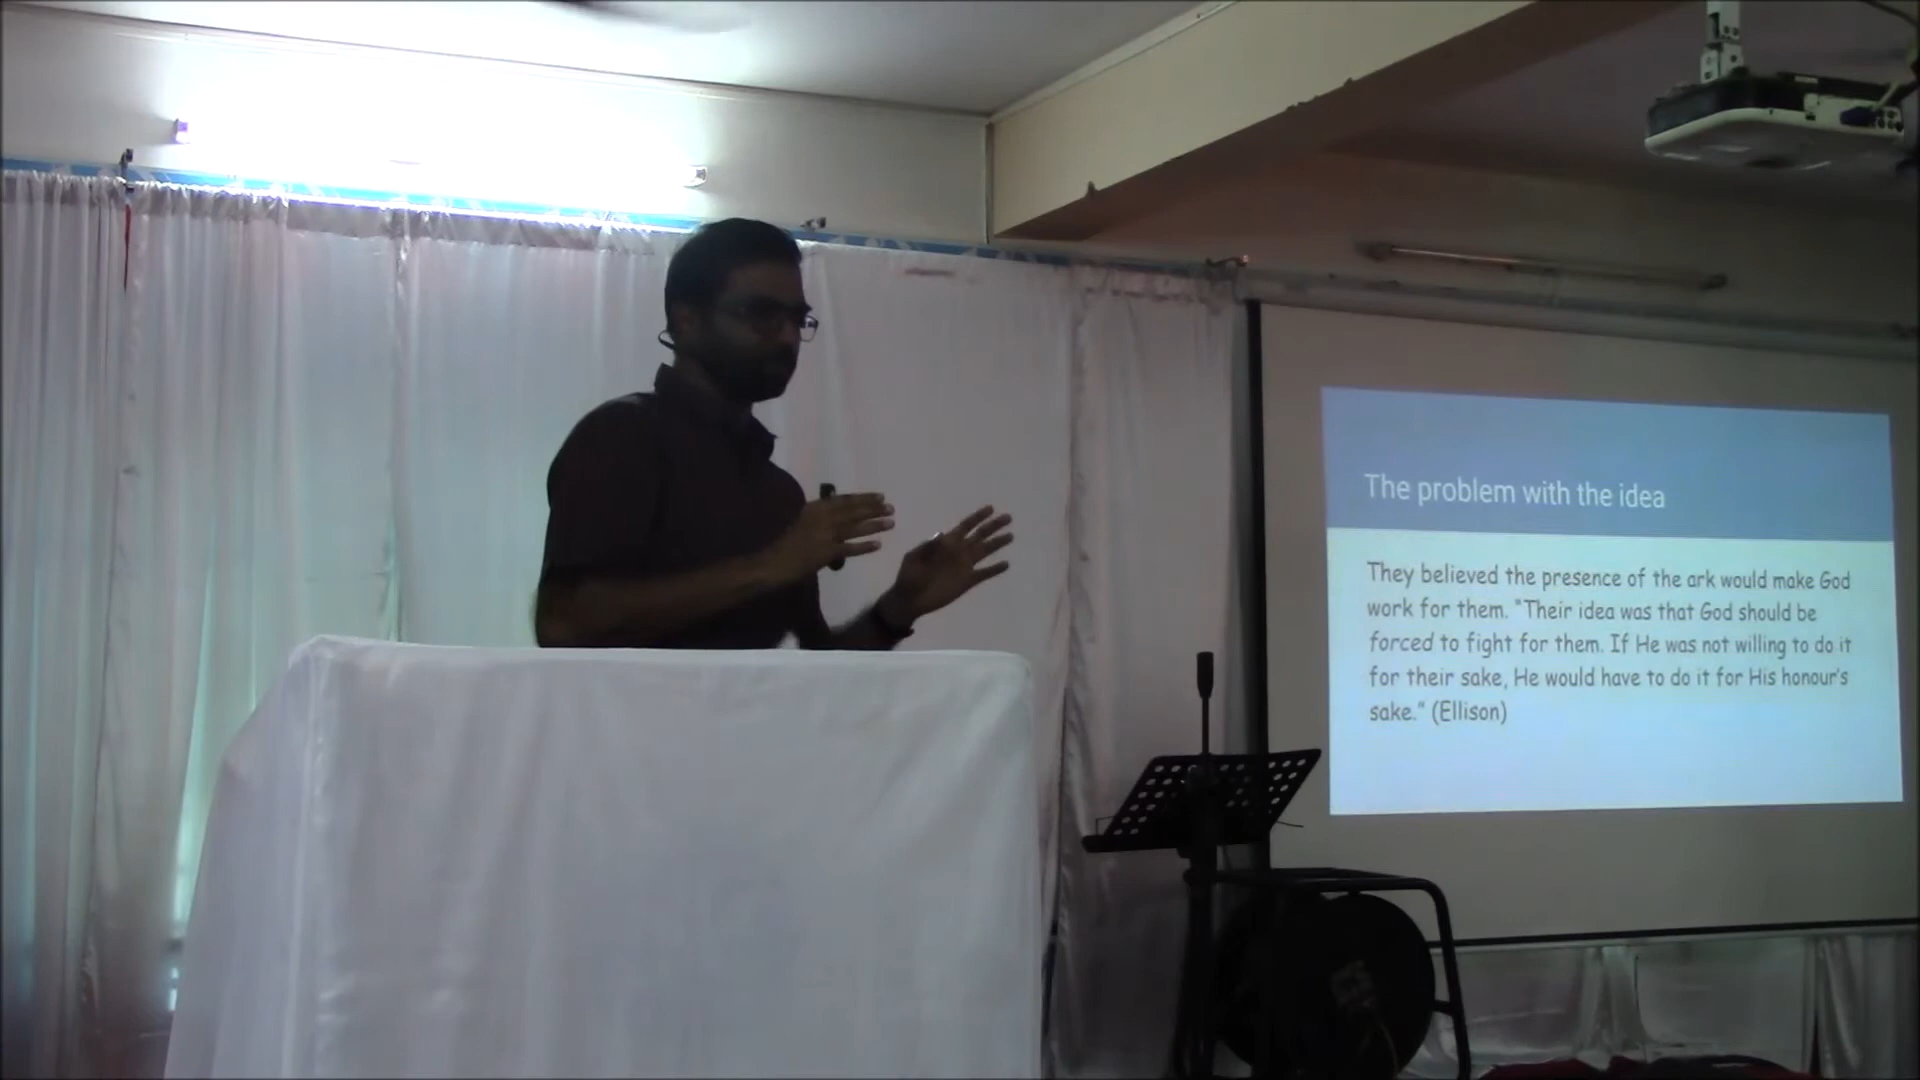 The problem with the idea
They believed the presence of the ark would make God
work for them. "Their idea was that God should be
forced to fight for them. If He was not willing to do it
for their sake, He would have to do it for His honour's
sake." (Ellison)